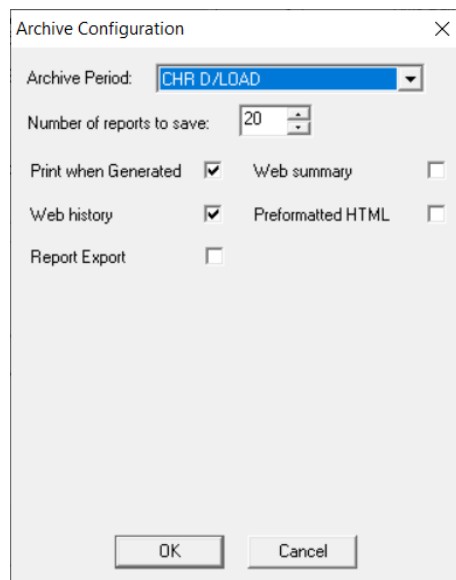 Archive Configuration
Archive Period: CHR D/LOAD
Number of reports to save: 20
Print when Generated Web summary
Web history Preformatted HTML
Report Export
OK Cancel